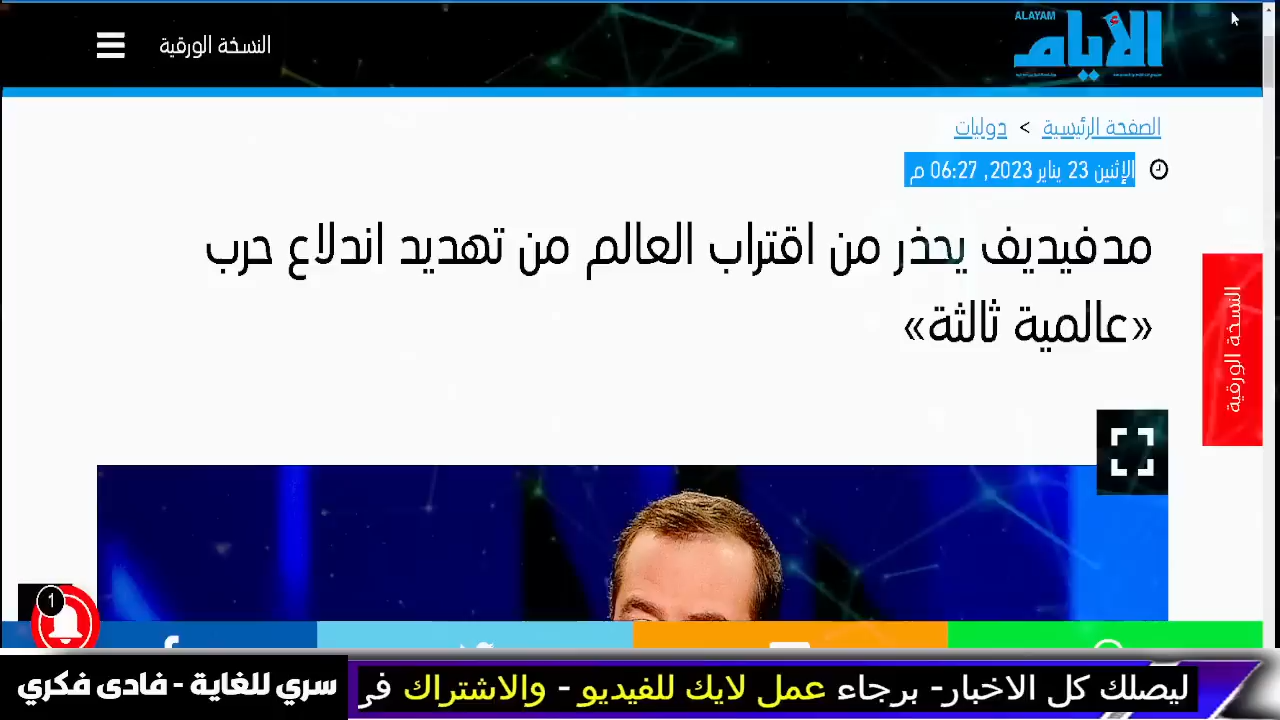 ALAYAM
الأيام
النسخة الورقية
الصفحة الرئيسية > دوليات
الإثنين 23 يناير 2023, 06:27 م
مدفيديف يحذر من اقتراب العالم من تهديد اندلاع حرب
«عالمية ثالثة»
النسخة الورقية
1
ليصلك كل الاخبار- برجاء عمل لايك للفيديو - والاشتراك فى
سري للغاية - فادى فكري